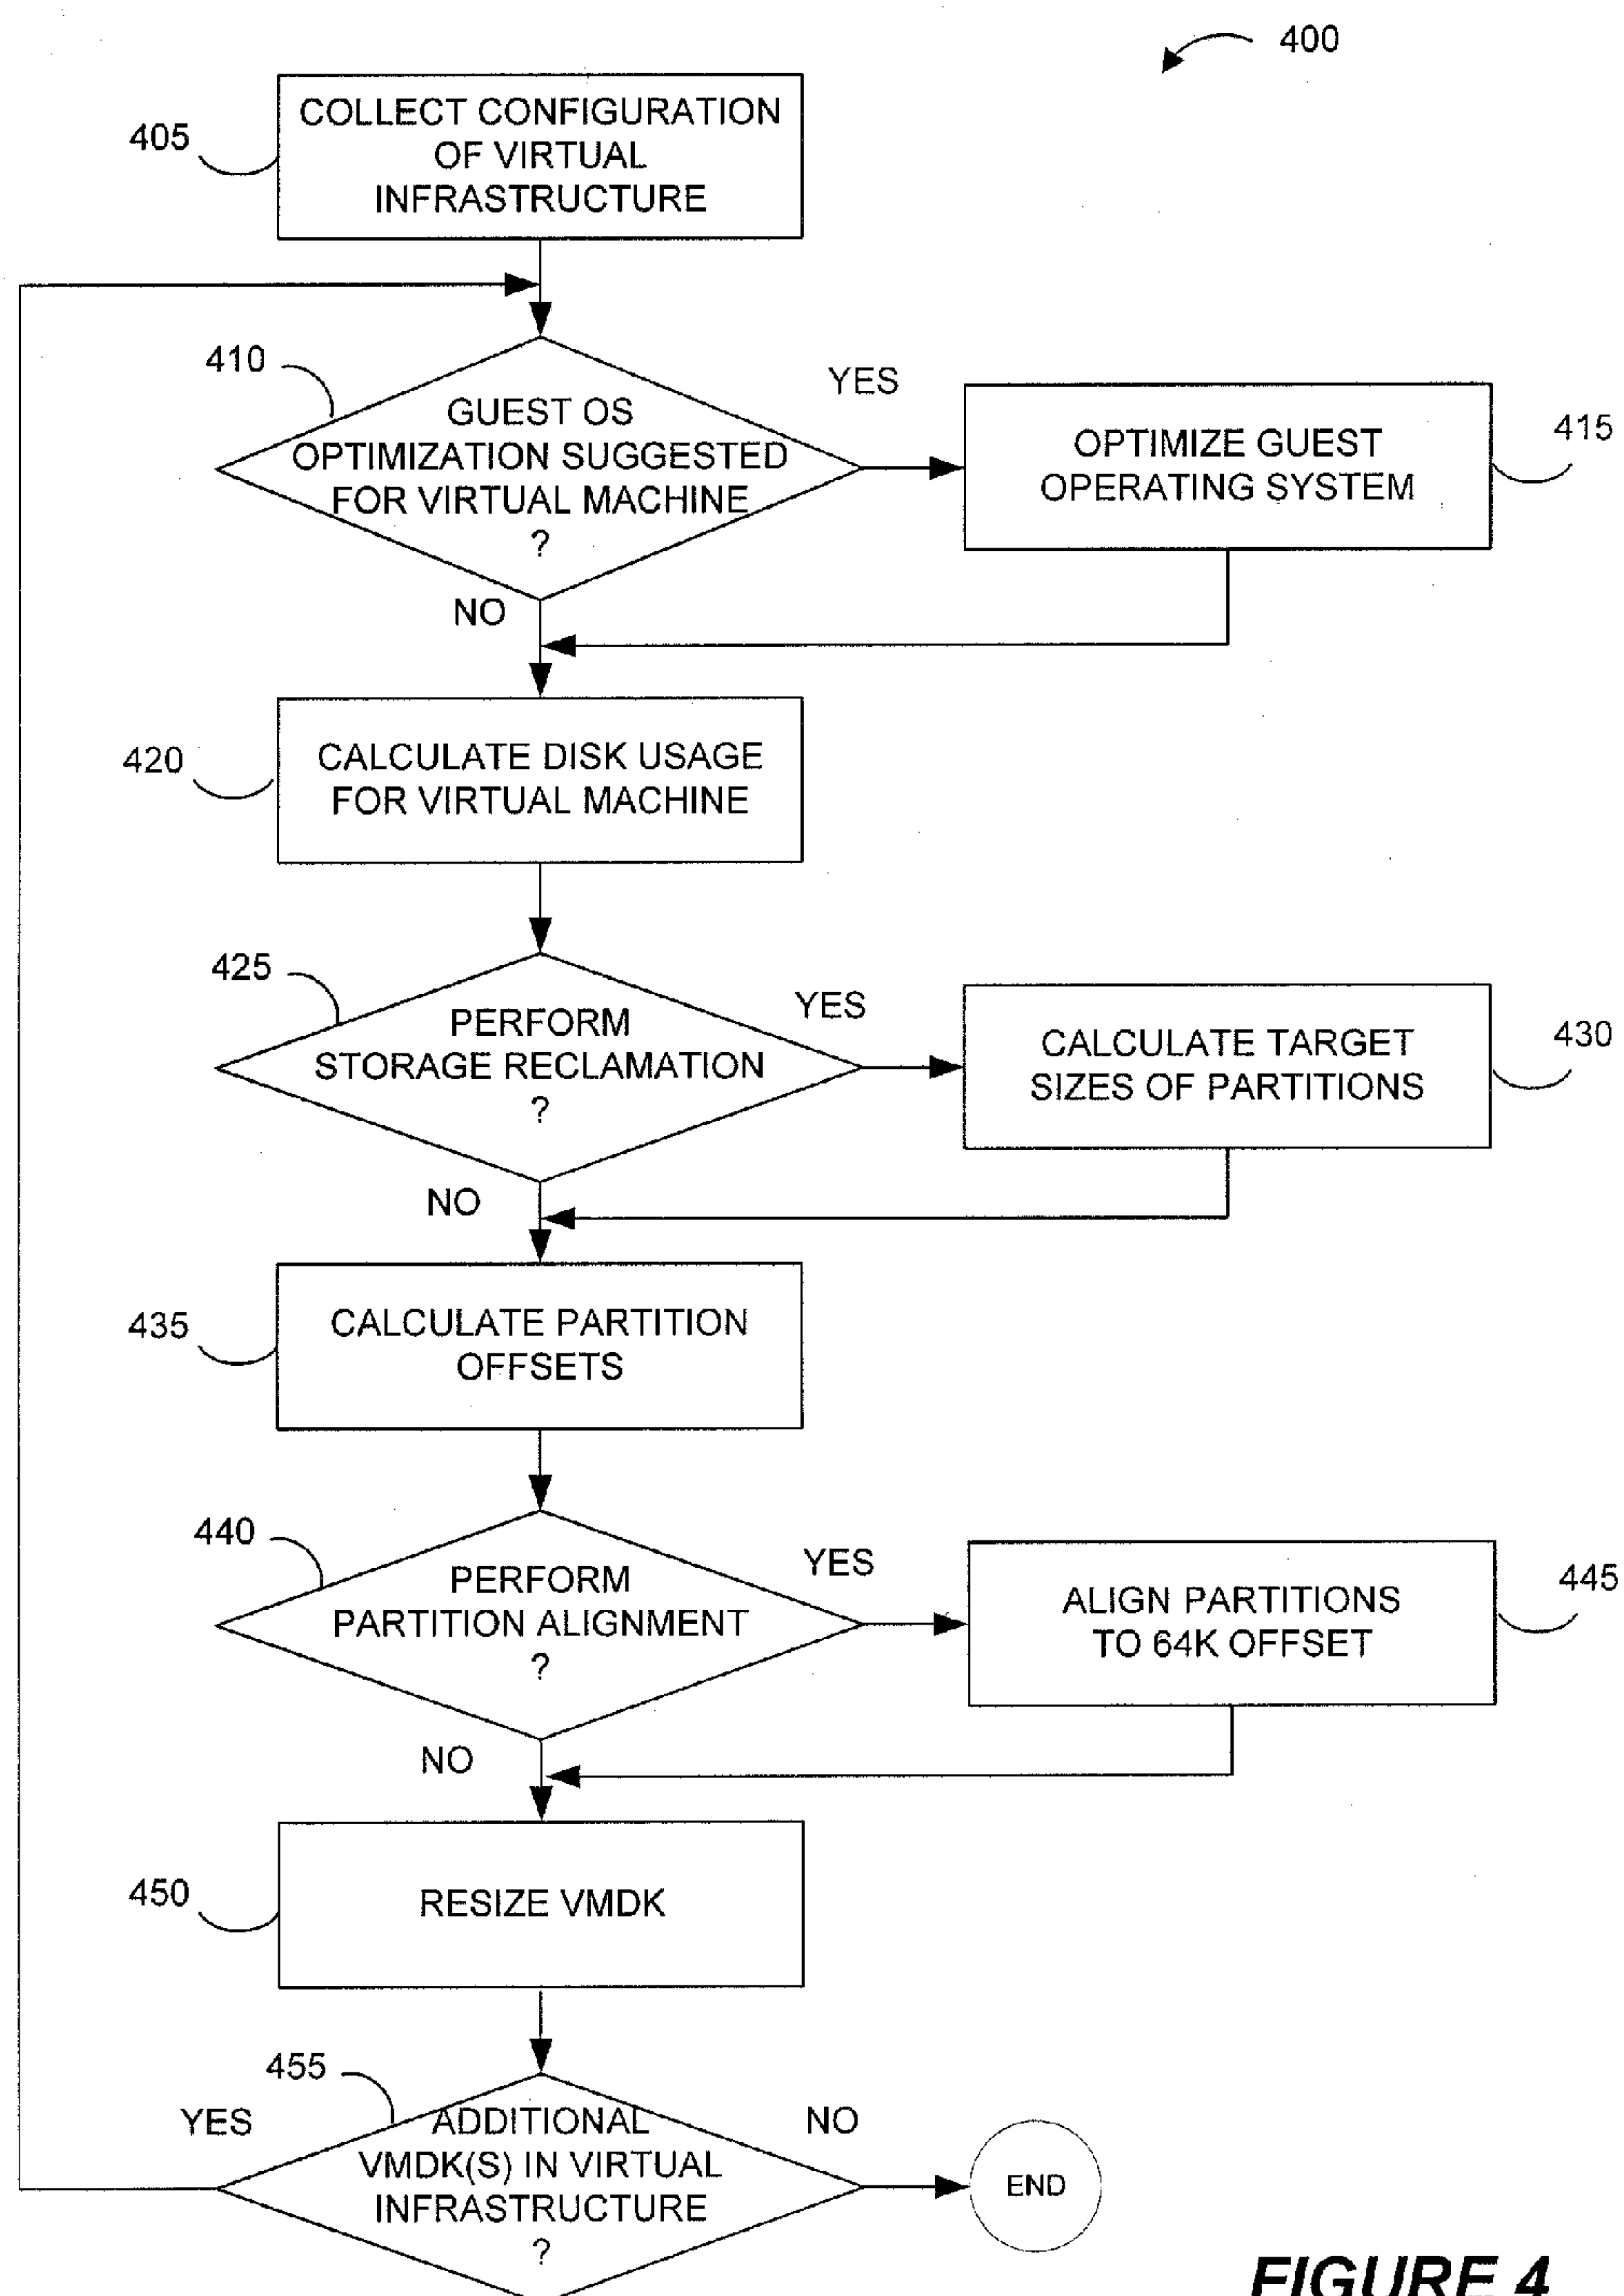 400
COLLECT CONFIGURATION
OF VIRTUAL
INFRASTRUCTURE
405
410
GUEST OS
OPTIMIZATION SUGGESTED
FOR VIRTUAL MACHINE
?
YES
OPTIMIZE GUEST
OPERATING SYSTEM
415
NO
420
CALCULATE DISK USAGE
FOR VIRTUAL MACHINE
425
PERFORM
STORAGE RECLAMATION
?
YES
CALCULATE TARGET
SIZES OF PARTITIONS
430
NO
435
CALCULATE PARTITION
OFFSETS
440
PERFORM
PARTITION ALIGNMENT
?
YES
ALIGN PARTITIONS
TO 64K OFFSET
445
NO
450
RESIZE VMDK
455
YES
ADDITIONAL
VMDK(S) IN VIRTUAL
INFRASTRUCTURE
?
NO
END
FIGURE 4